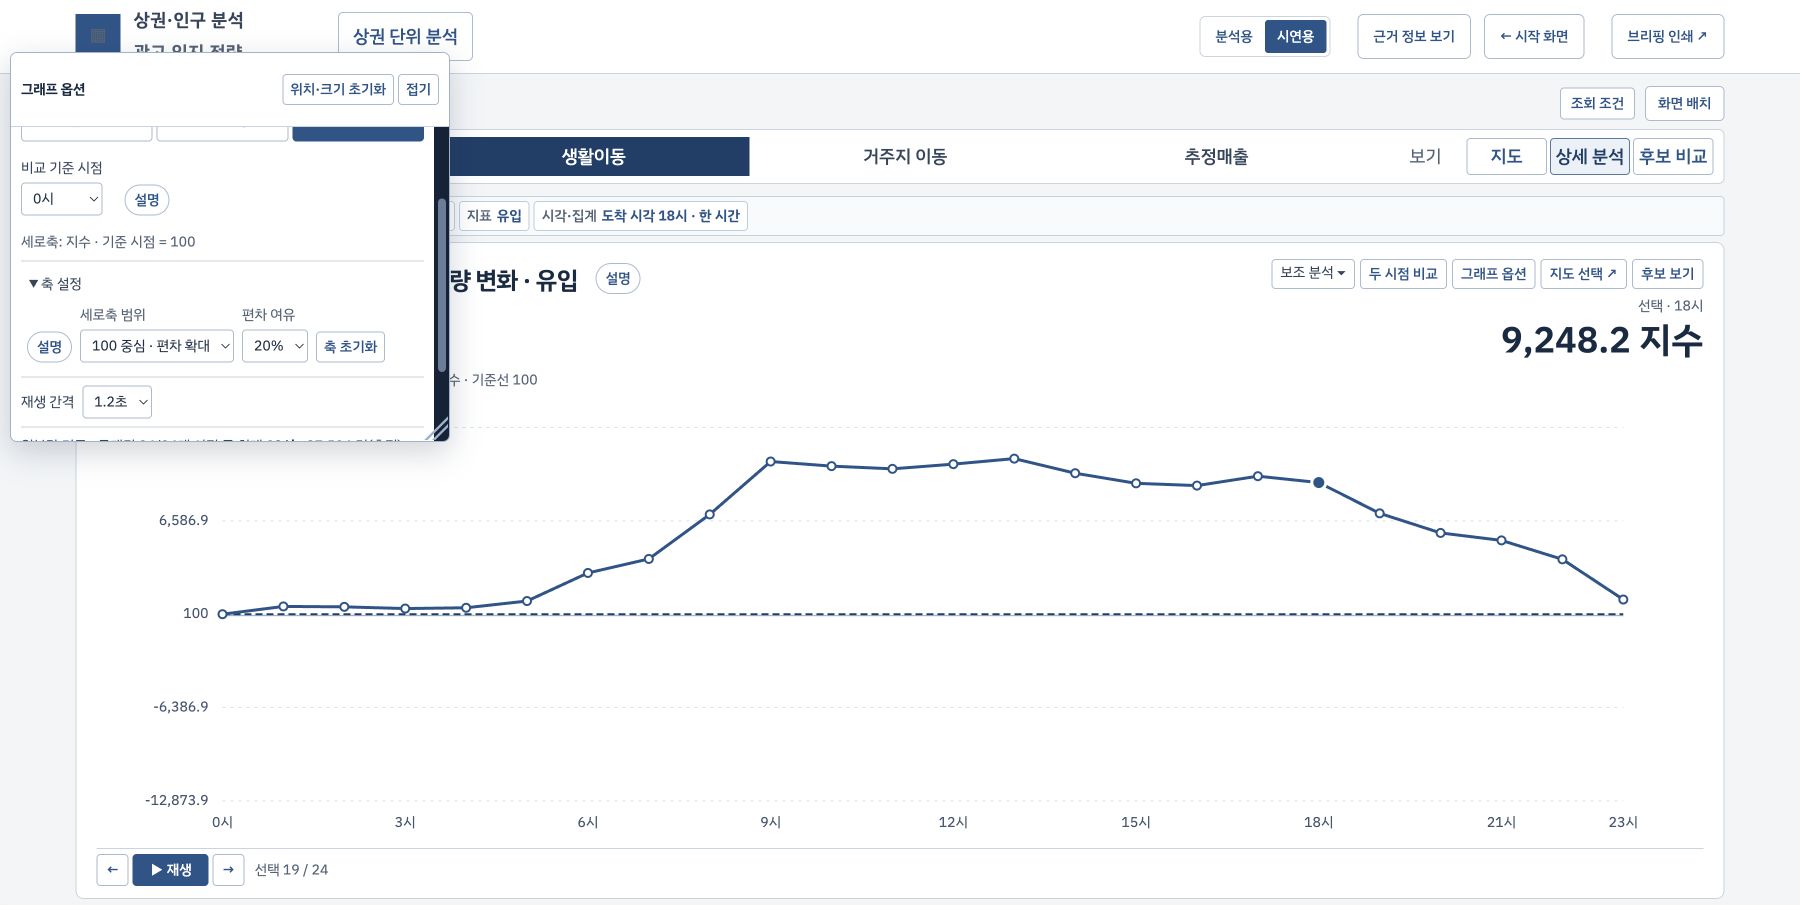 상권·인구 분석
상권 단위 분석
분석용
시연용
근거 정보 보기
← 시작 화면
브리핑 인쇄 ↗
그래프 옵션
위치·크기 초기화
접기
조회 조건
화면 배치
생활이동
거주지 이동
추정매출
보기
지도
상세 분석
후보 비교
비교 기준 시점
0시
설명
지표 유입
시각·집계 도착 시각 18시 · 한 시간
세로축: 지수 · 기준 시점 = 100
▼축 설정
량 변화 · 유입
설명
보조 분석
두 시점 비교
그래프 옵션
지도 선택 ↗
후보 보기
선택 · 18시
9,248.2 지수
세로축 범위
편차 여유
설명
100 중심 · 편차 확대
20%
축 초기화
수 · 기준선 100
재생 간격
1.2초
6,586.9
100
-6,386.9
-12,873.9
0시
3시
6시
9시
12시
15시
18시
21시
23시
←
▶ 재생
→
선택 19 / 24